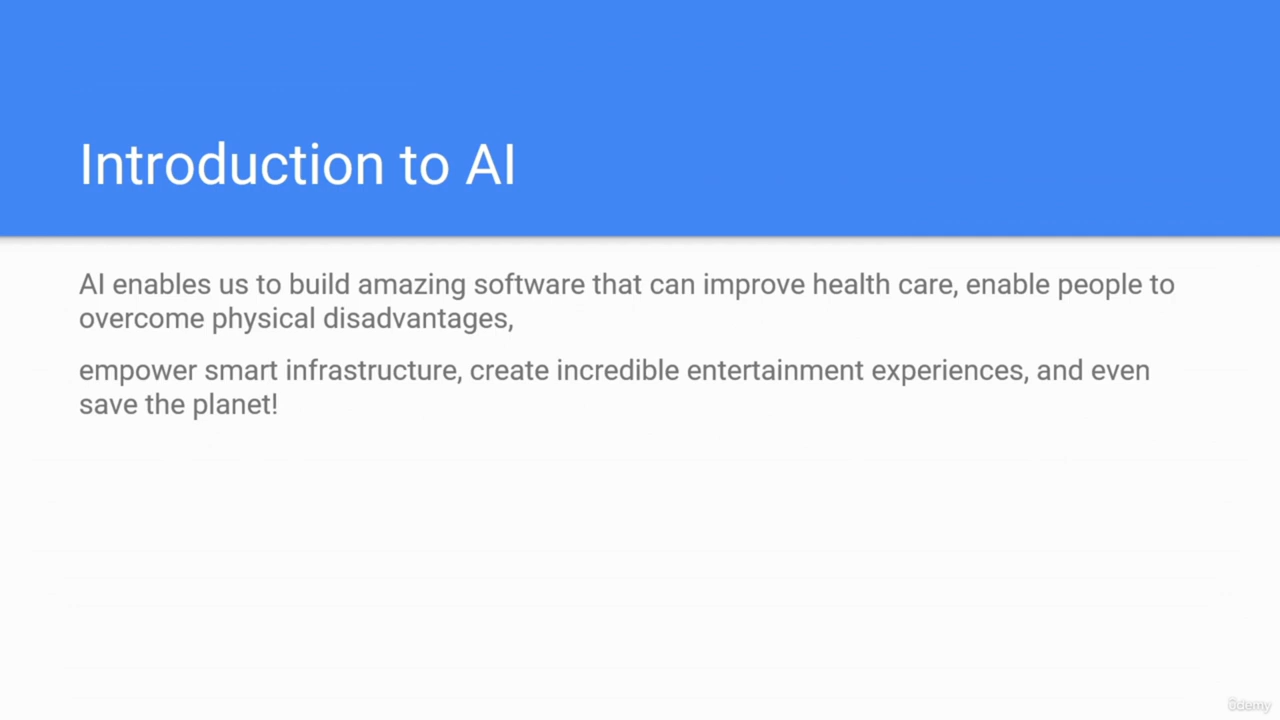 Introduction to AI
AI enables us to build amazing software that can improve health care, enable people to
overcome physical disadvantages,
empower smart infrastructure, create incredible entertainment experiences, and even
save the planet!
ûdemy